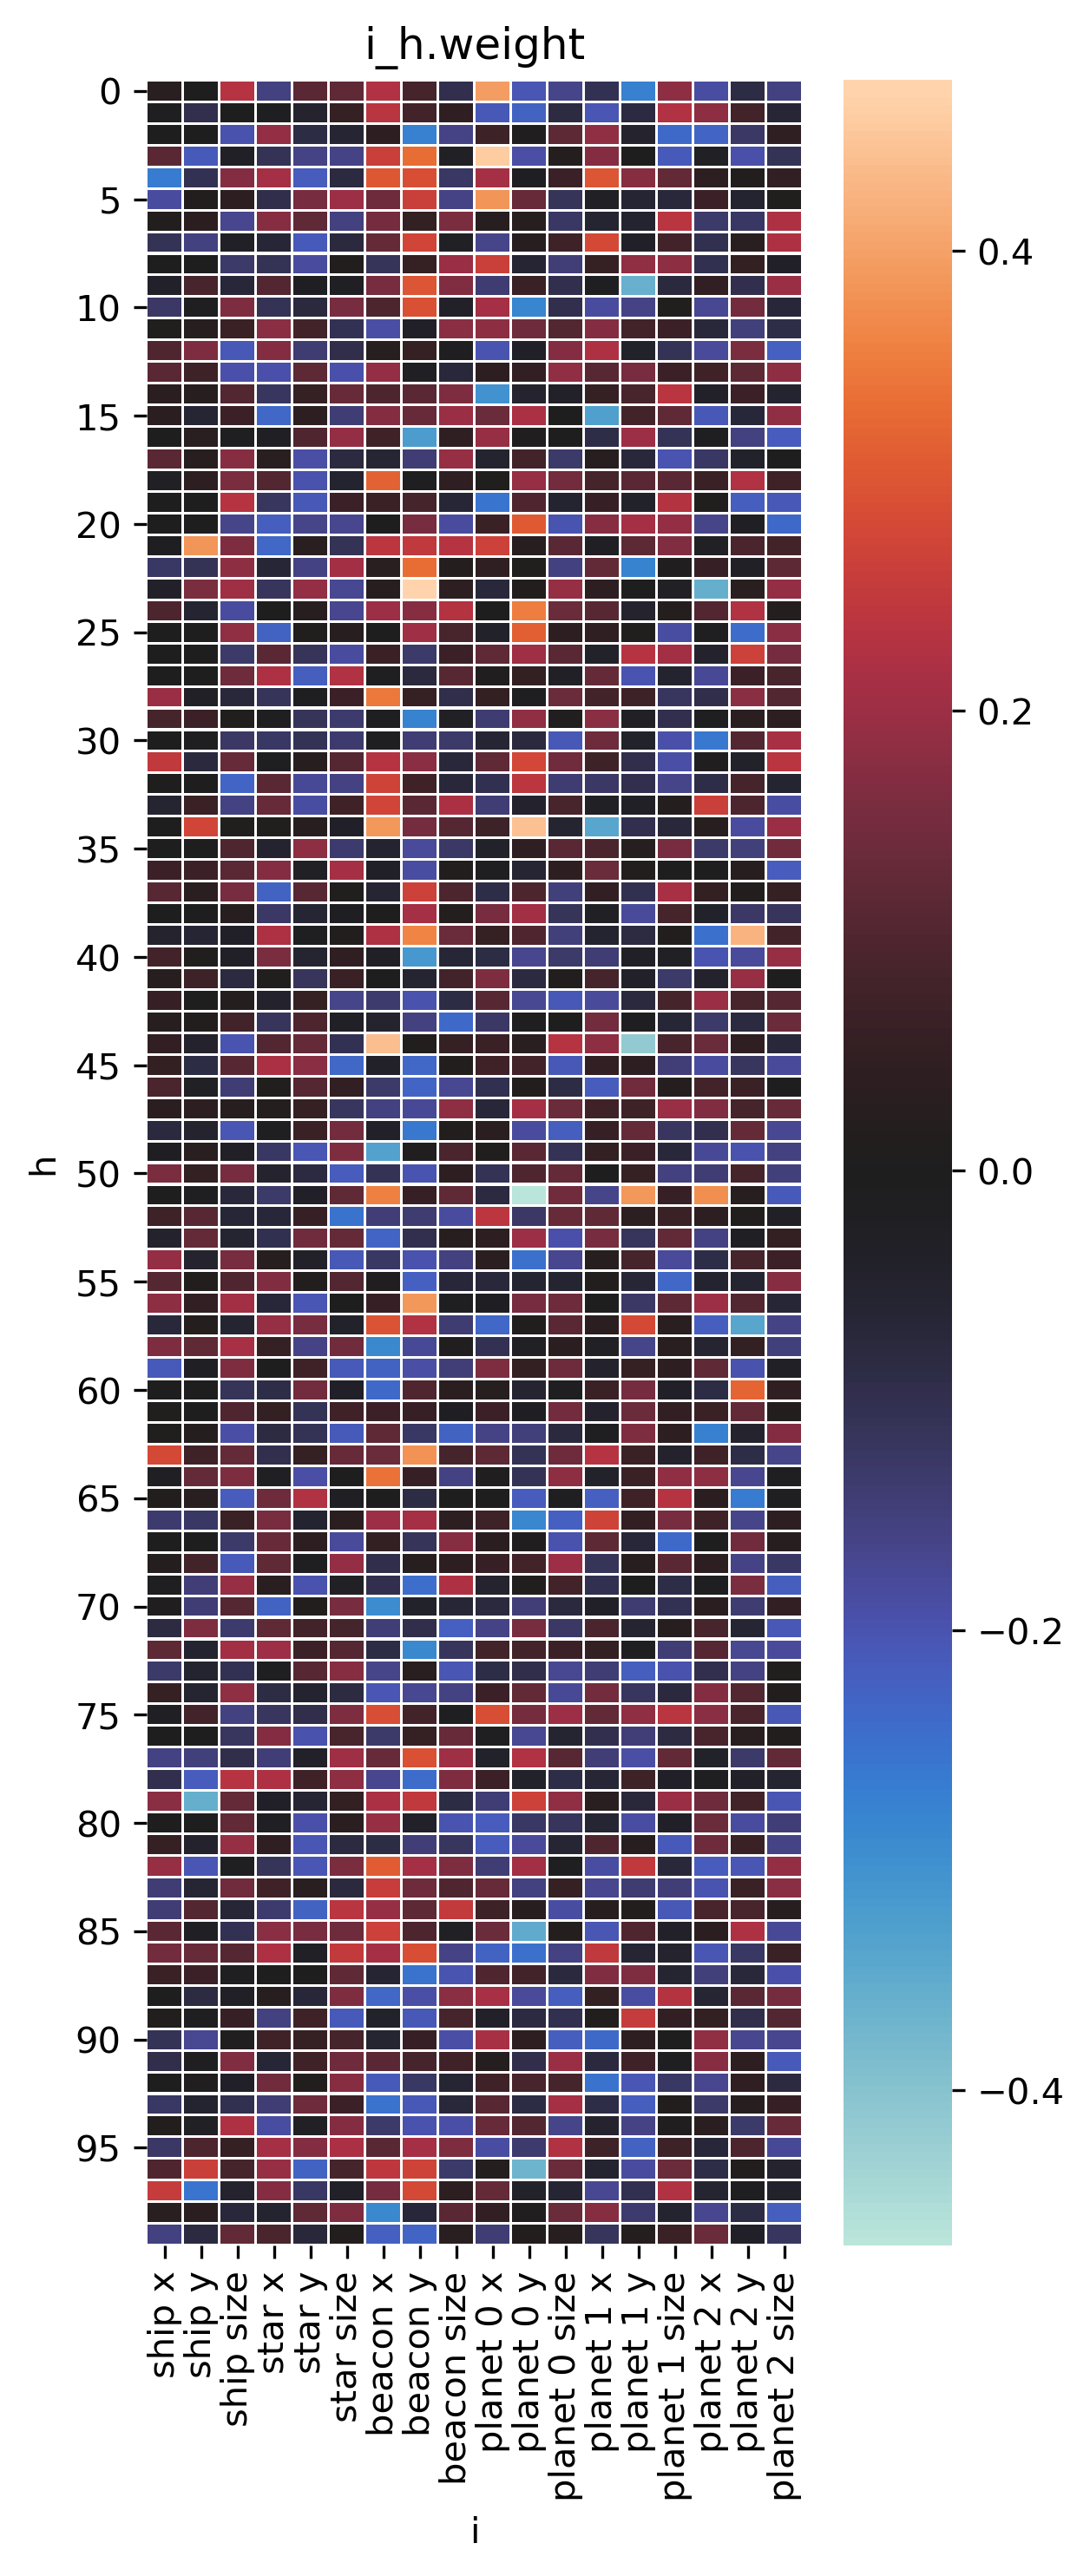 i_h.weight
0
5
10
15
20
25
30
35
40
45
50
55
60
65
70
75
80
85
90
95
h
ship x
ship y
ship size
star x
star y
star size
beacon x
beacon y
beacon size
planet 0 x
planet 0 y
planet 0 size
planet 1 x
planet 1 y
planet 1 size
planet 2 x
planet 2 y
planet 2 size
i
0.4
0.2
0.0
−0.2
−0.4